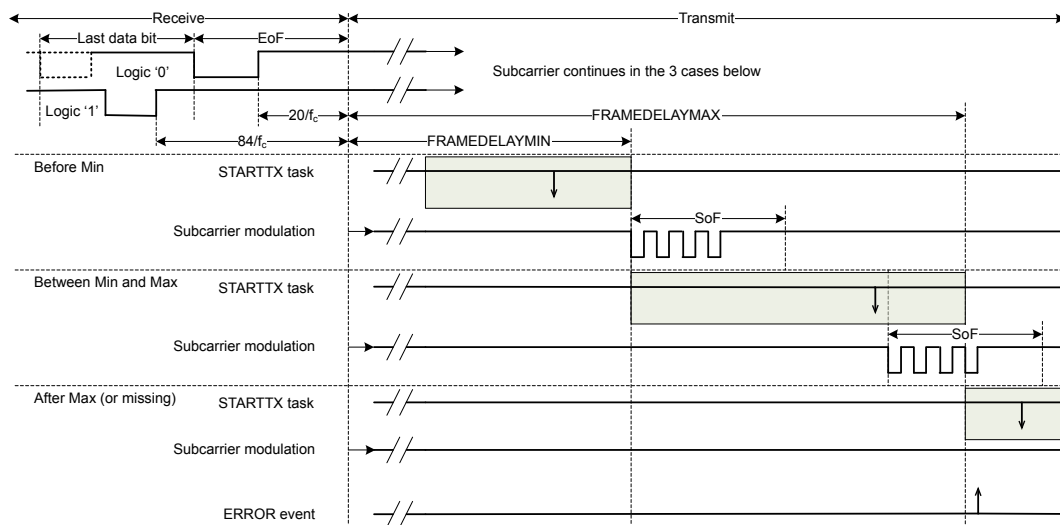 Receive
Transmit
Last data bit
EoF
Logic ‘0’
Subcarrier continues in the 3 cases below
Logic ‘1’
20/fc
FRAMEDELAYMAX
84/fc
FRAMEDELAYMIN
Before Min
STARTTX task
SoF
Subcarrier modulation
Between Min and Max
STARTTX task
SoF
Subcarrier modulation
After Max (or missing)
STARTTX task
Subcarrier modulation
ERROR event